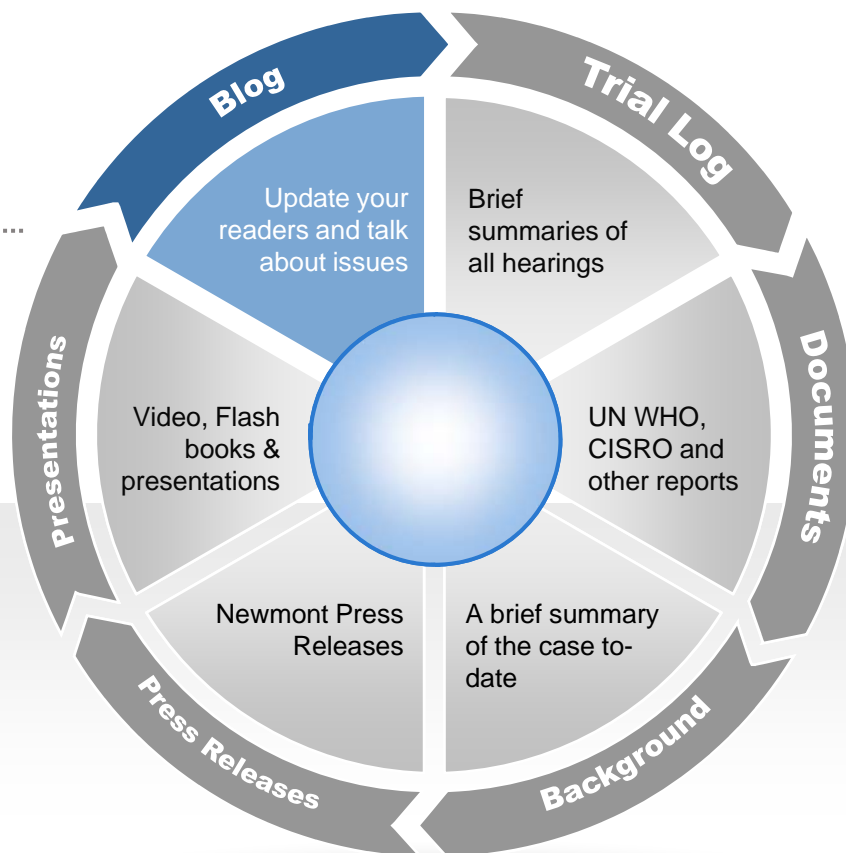 Blog
Update your
readers and talk
about issues
Trial Log
Brief
summaries of
all hearings
Documents
UN WHO,
CISRO and
other reports
Background
A brief summary
of the case to-
date
Press Releases
Newmont Press
Releases
Presentations
Video, Flash
books &
presentations